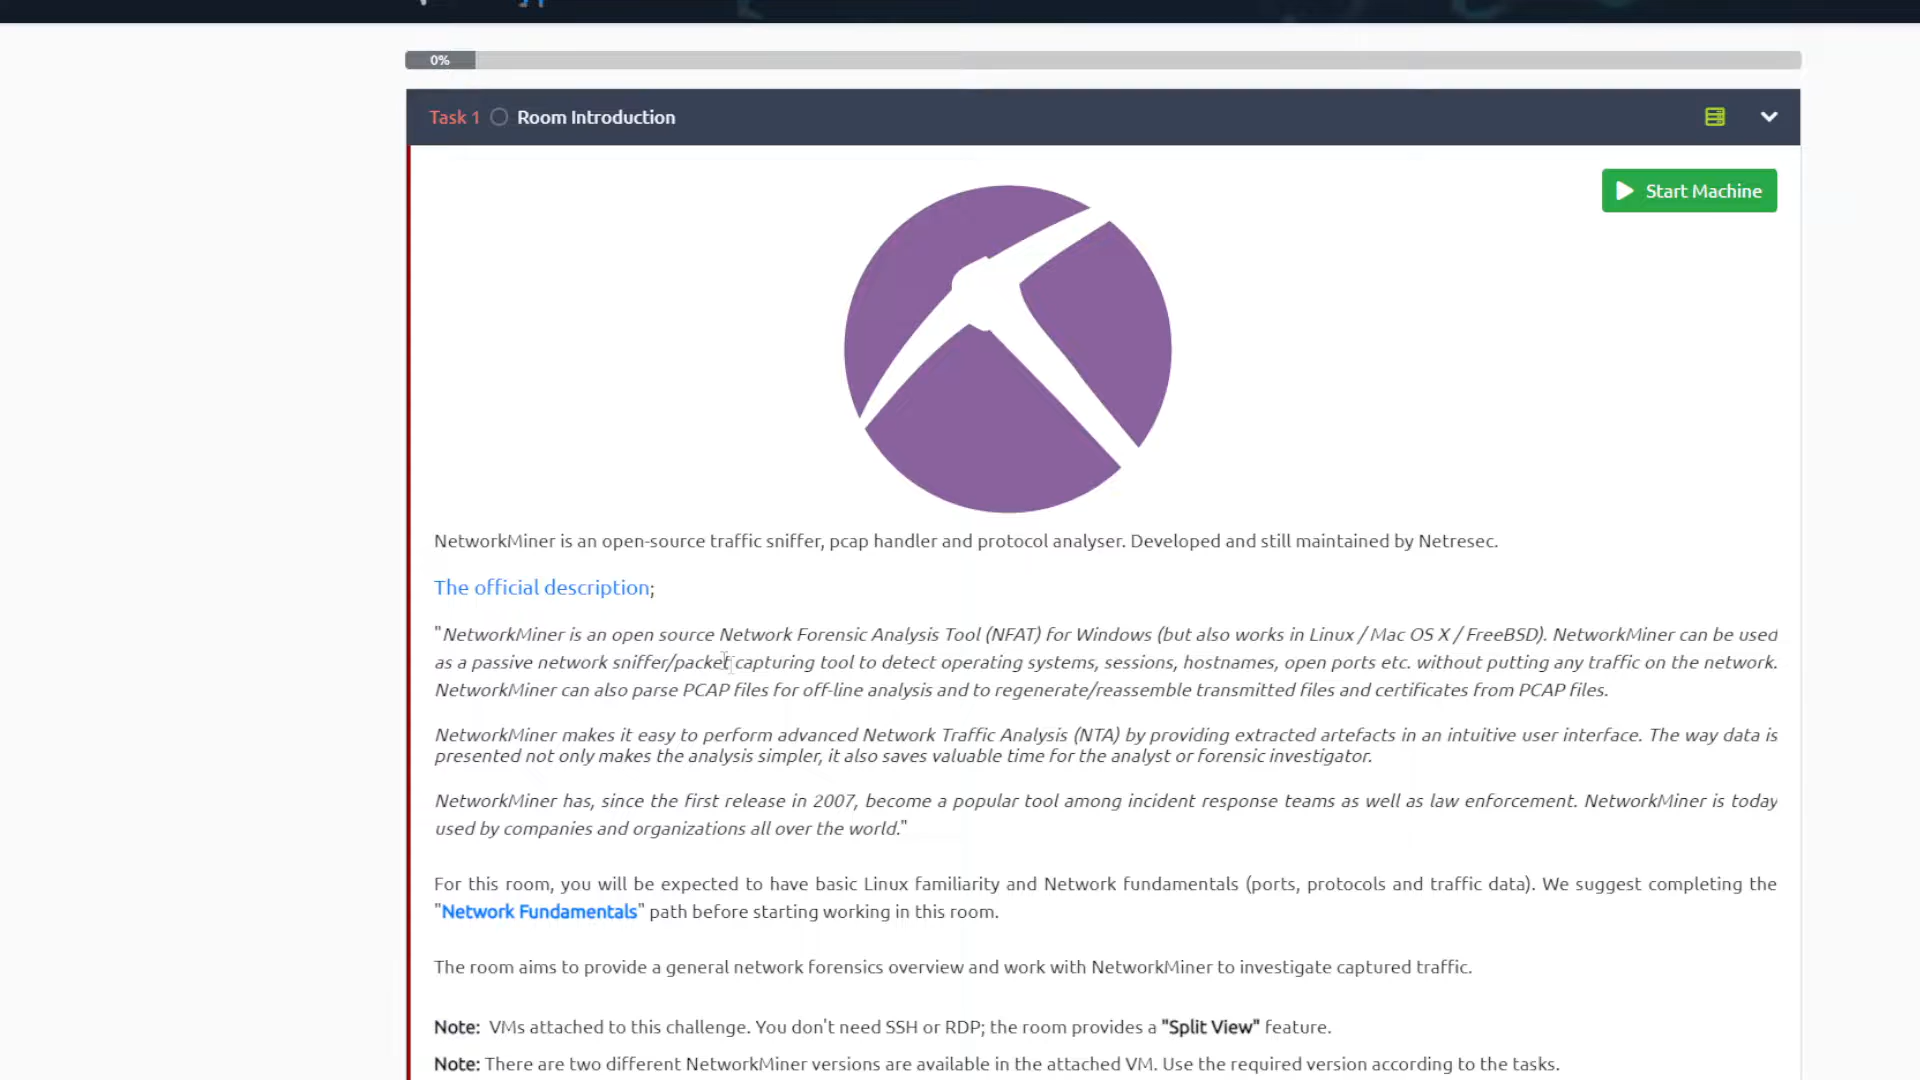 0%
Task 1 Room Introduction
Start Machine
NetworkMiner is an open-source traffic sniffer, pcap handler and protocol analyser. Developed and still maintained by Netresec.
The official description;
"NetworkMiner is an open source Network Forensic Analysis Tool (NFAT) for Windows (but also works in Linux / Mac OS X / FreeBSD). NetworkMiner can be used
as a passive network sniffer/packet capturing tool to detect operating systems, sessions, hostnames, open ports etc. without putting any traffic on the network.
NetworkMiner can also parse PCAP files for off-line analysis and to regenerate/reassemble transmitted files and certificates from PCAP files.
NetworkMiner makes it easy to perform advanced Network Traffic Analysis (NTA) by providing extracted artefacts in an intuitive user interface. The way data is
presented not only makes the analysis simpler, it also saves valuable time for the analyst or forensic investigator.
NetworkMiner has, since the first release in 2007, become a popular tool among incident response teams as well as law enforcement. NetworkMiner is today
used by companies and organizations all over the world."
For this room, you will be expected to have basic Linux familiarity and Network fundamentals (ports, protocols and traffic data). We suggest completing the
"Network Fundamentals" path before starting working in this room.
The room aims to provide a general network forensics overview and work with NetworkMiner to investigate captured traffic.
Note: VMs attached to this challenge. You don't need SSH or RDP; the room provides a "Split View" feature.
Note: There are two different NetworkMiner versions are available in the attached VM. Use the required version according to the tasks.